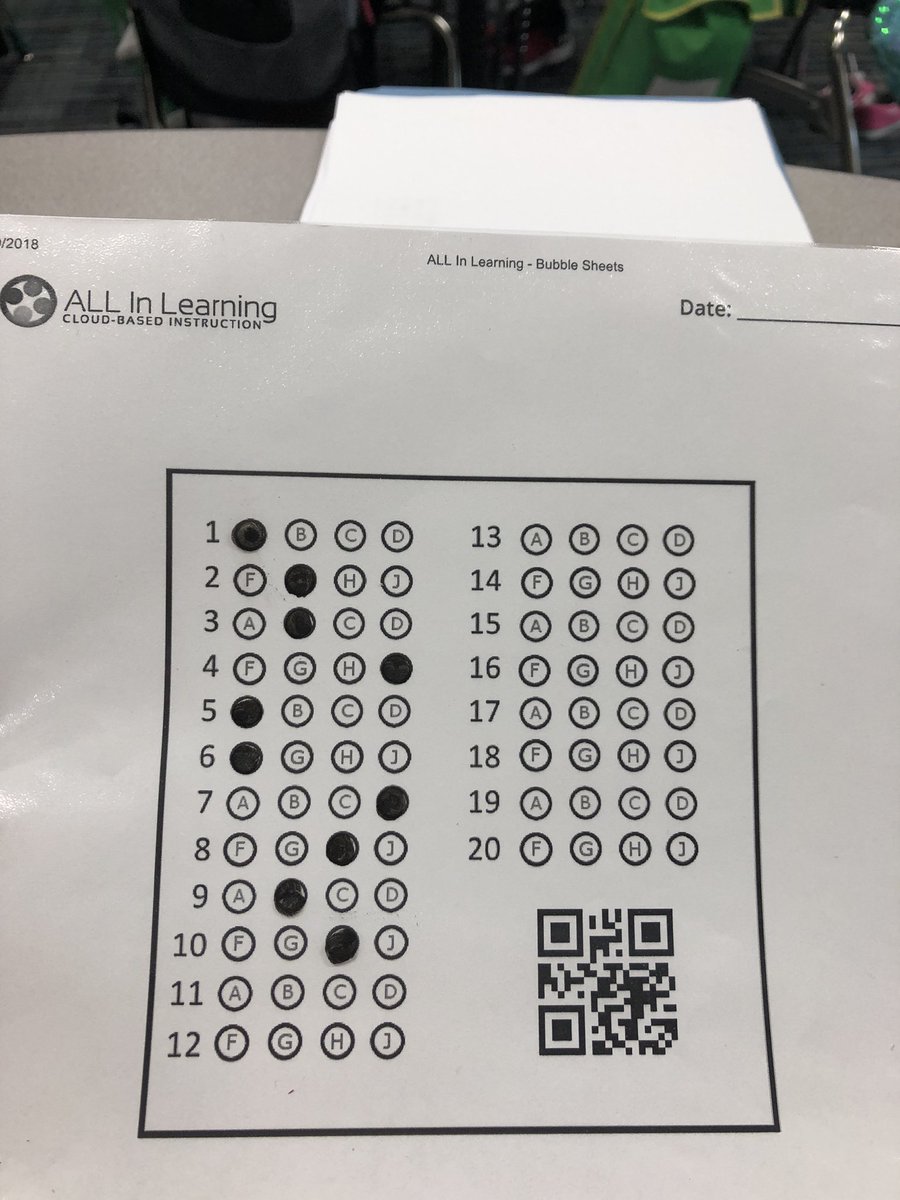 /2018
ALL In Learning - Bubble Sheets
ALL In Learning
CLOUD-BASED INSTRUCTION
Date:
1 B C D
2 F H J
3 A C D
4 F G H
5 B C D
6 G H J
7 A B C
8 F G J
9 A C D
10 F G J
11 A B C D
12 F G H J
13 A B C D
14 F G H J
15 A B C D
16 F G H J
17 A B C D
18 F G H J
19 A B C D
20 F G H J